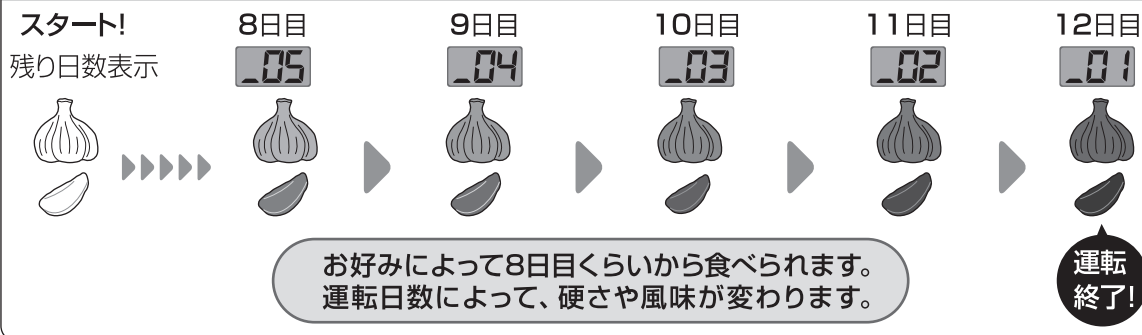 スタート!
8日目
9日目
10日目
11日目
12日目
残り日数表示
_05
_04
_03
_02
_01
お好みによって8日目くらいから食べられます。
運転日数によって、硬さや風味が変わります。
運転
終了!